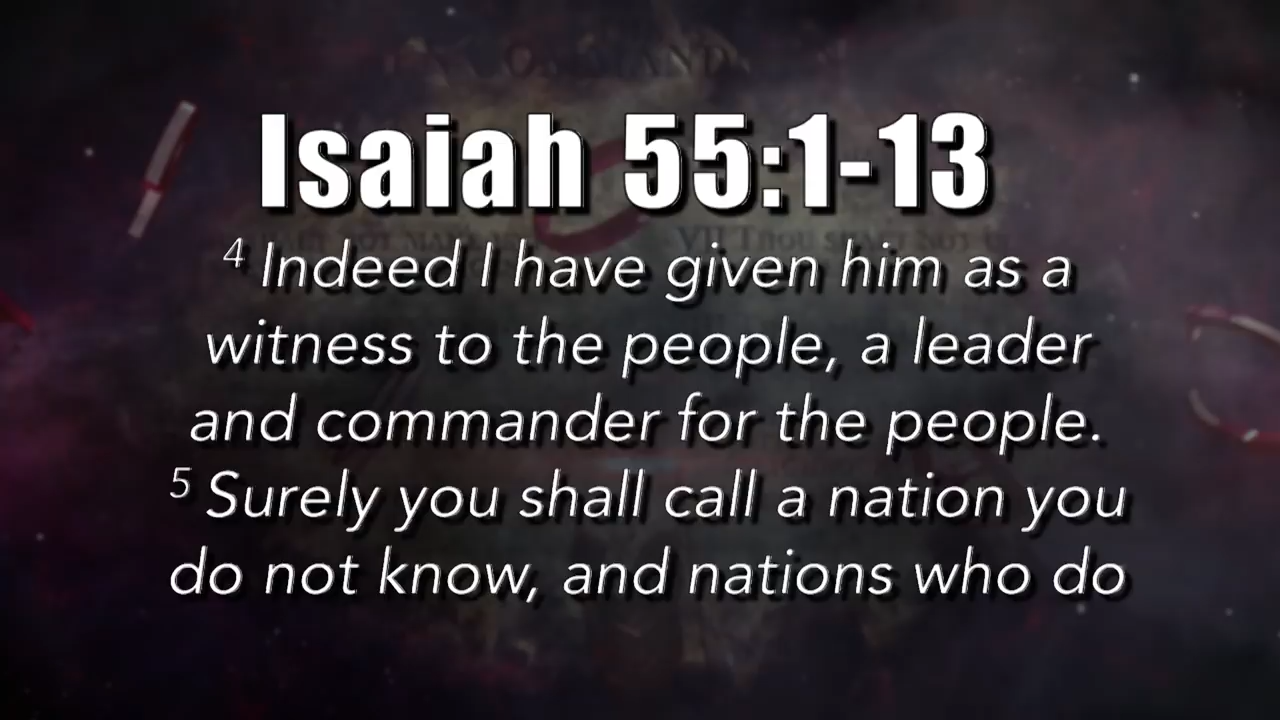 Isaiah 55:1-13
4 Indeed I have given him as a
witness to the people, a leader
and commander for the people.
5 Surely you shall call a nation you
do not know, and nations who do